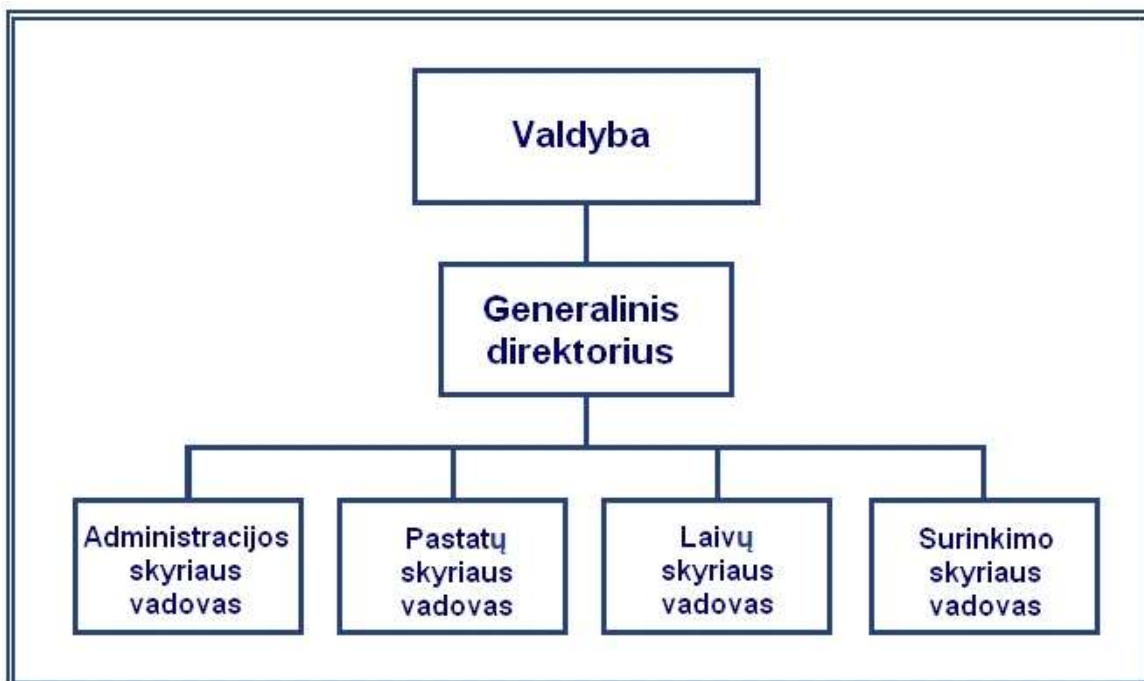 Valdyba
Generalinis
direktorius
Administracijos
skyriaus
vadovas
Pastatų
skyriaus
vadovas
Laivų
skyriaus
vadovas
Surinkimo
skyriaus
vadovas